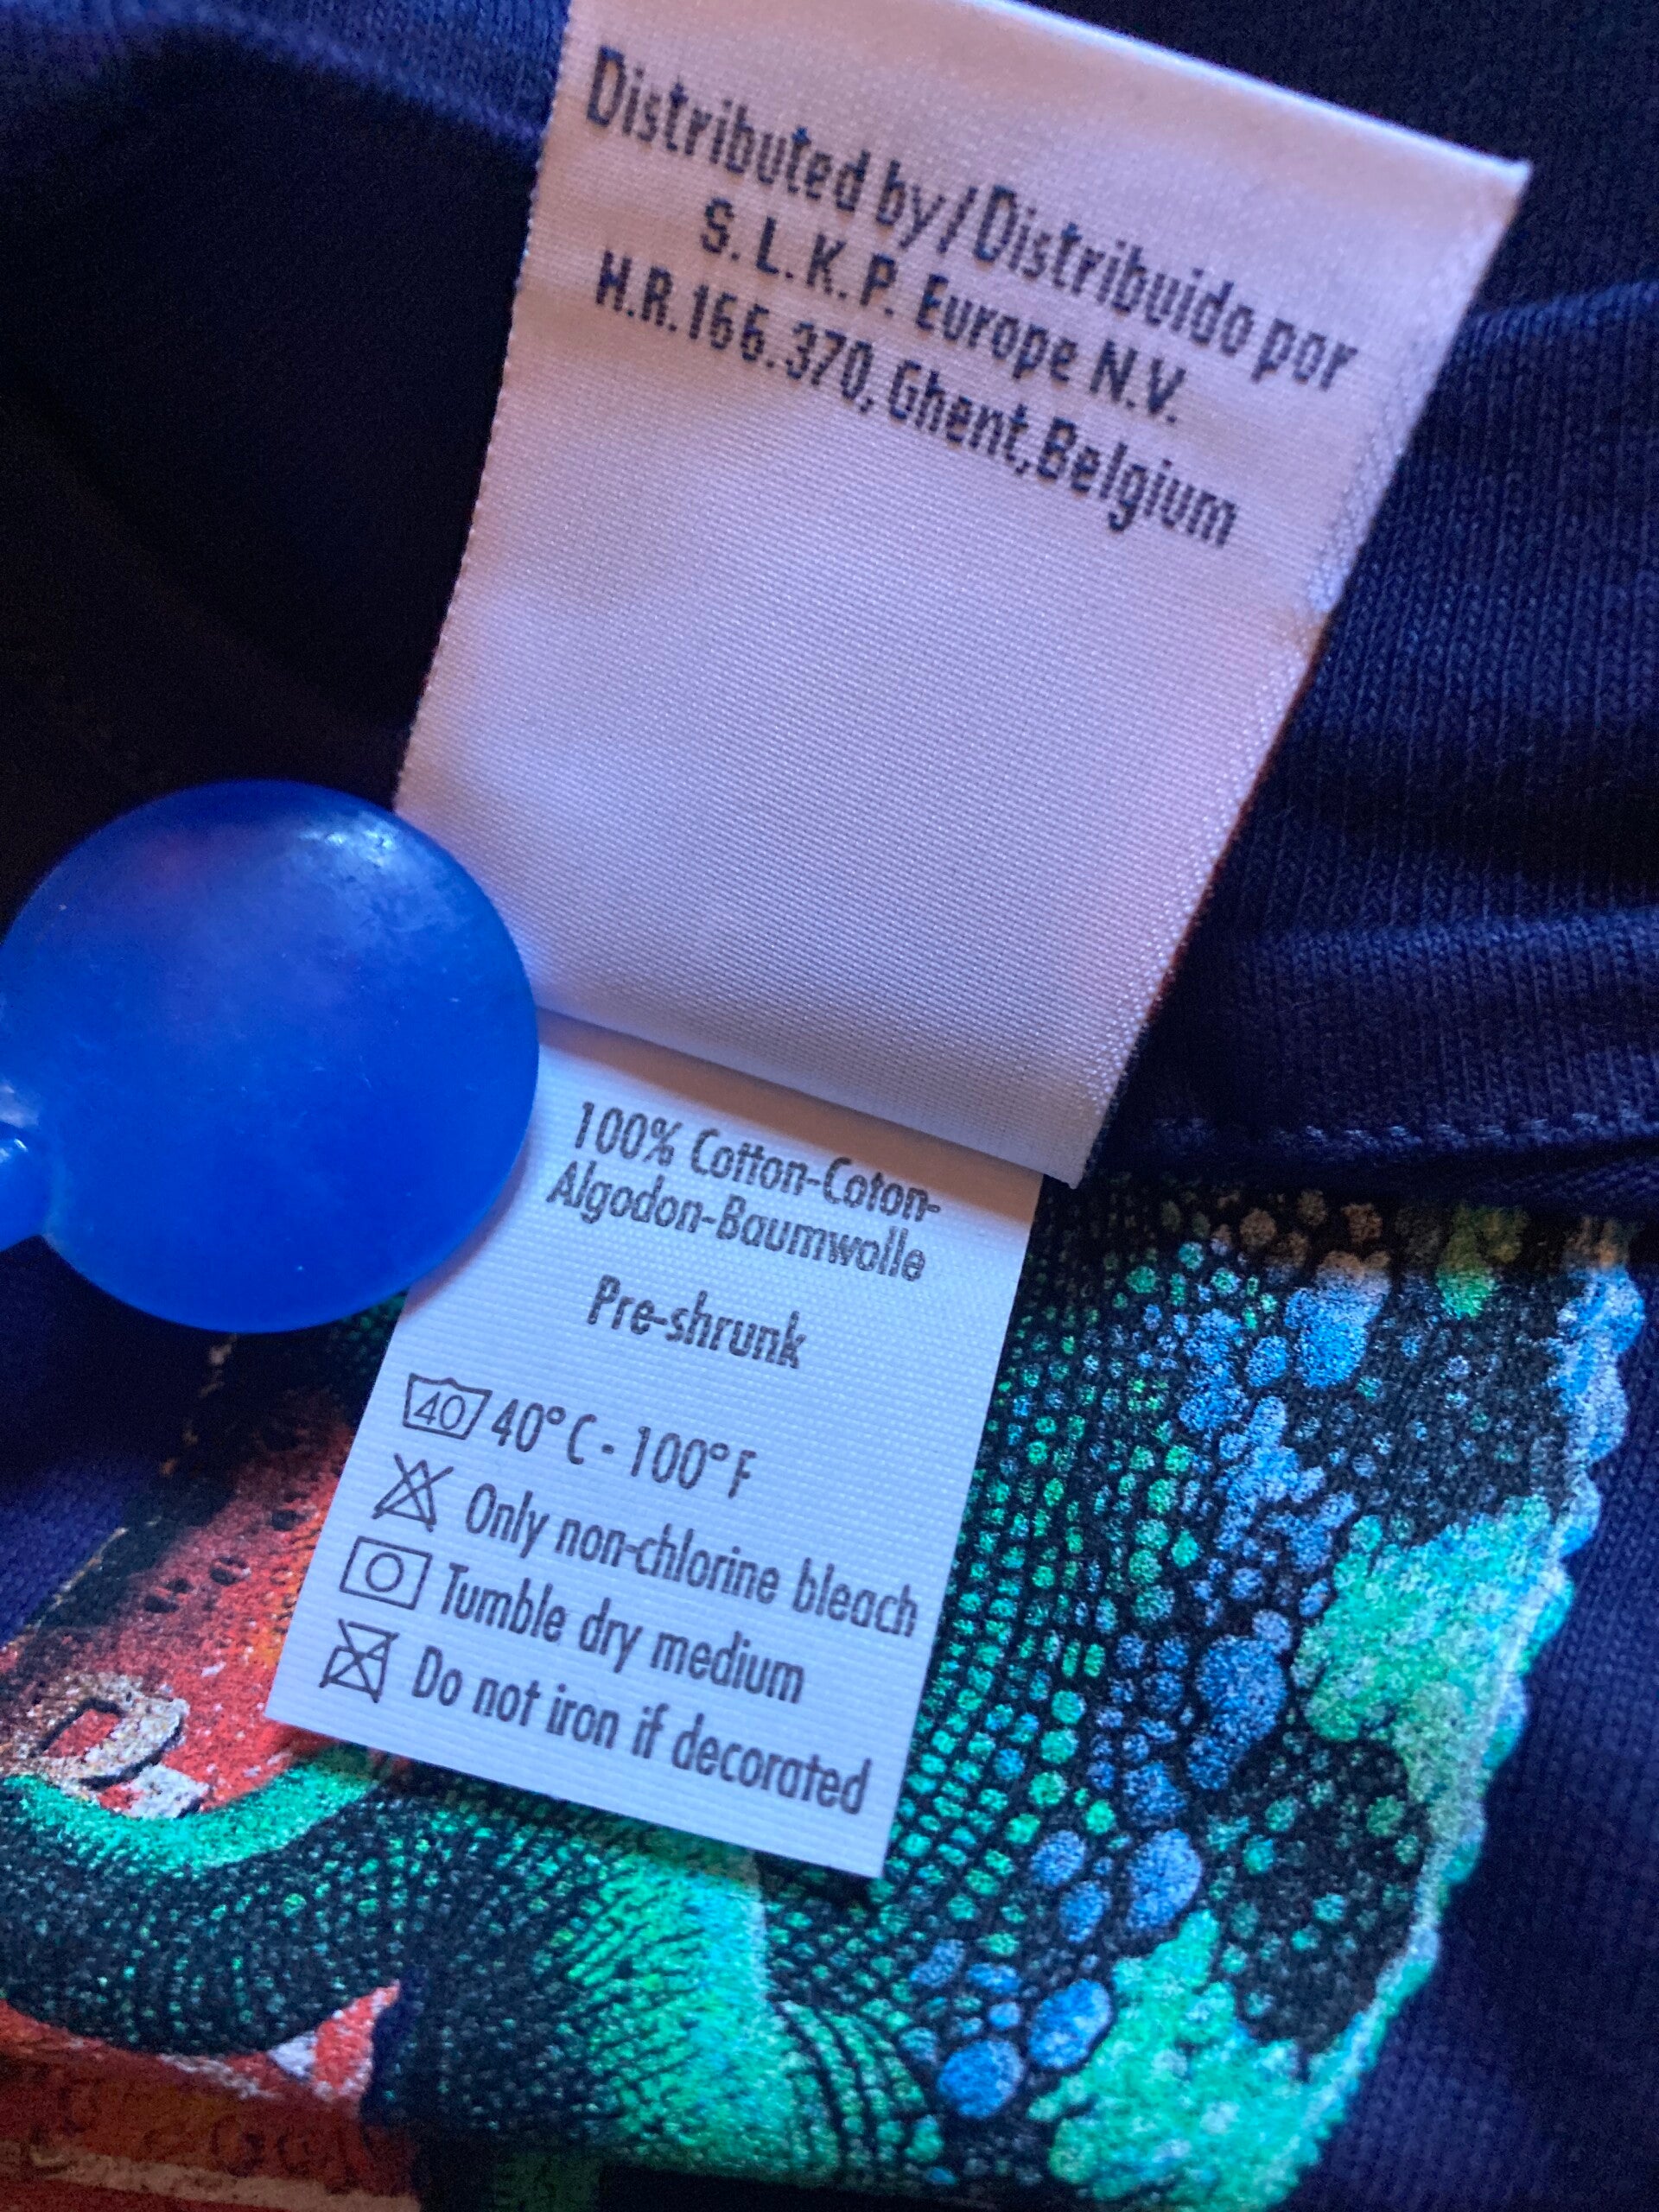 Distributed by/Distribuido por
S.L.K.P. Europe N.V.
H.R.166.370, Ghent,Belgium
100% Cotton-Coton-
Algodon-Baumwolle
Pre-shrunk
40 40°C - 100°F
Only non-chlorine bleach
Tumble dry medium
Do not iron if decorated